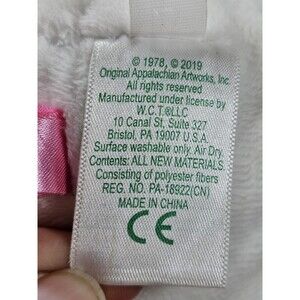 © 1978, © 2019
Original Appalachian Artworks, Inc.
All rights reserved
Manufactured under license by
W.C.T.®LLC
10 Canal St, Suite 327
Bristol, PA 19007 U.S.A.
Surface washable only. Air Dry.
Contents: ALL NEW MATERIALS
Consisting of polyester fibers
REG. NO. PA-18922(CN)
MADE IN CHINA
CE